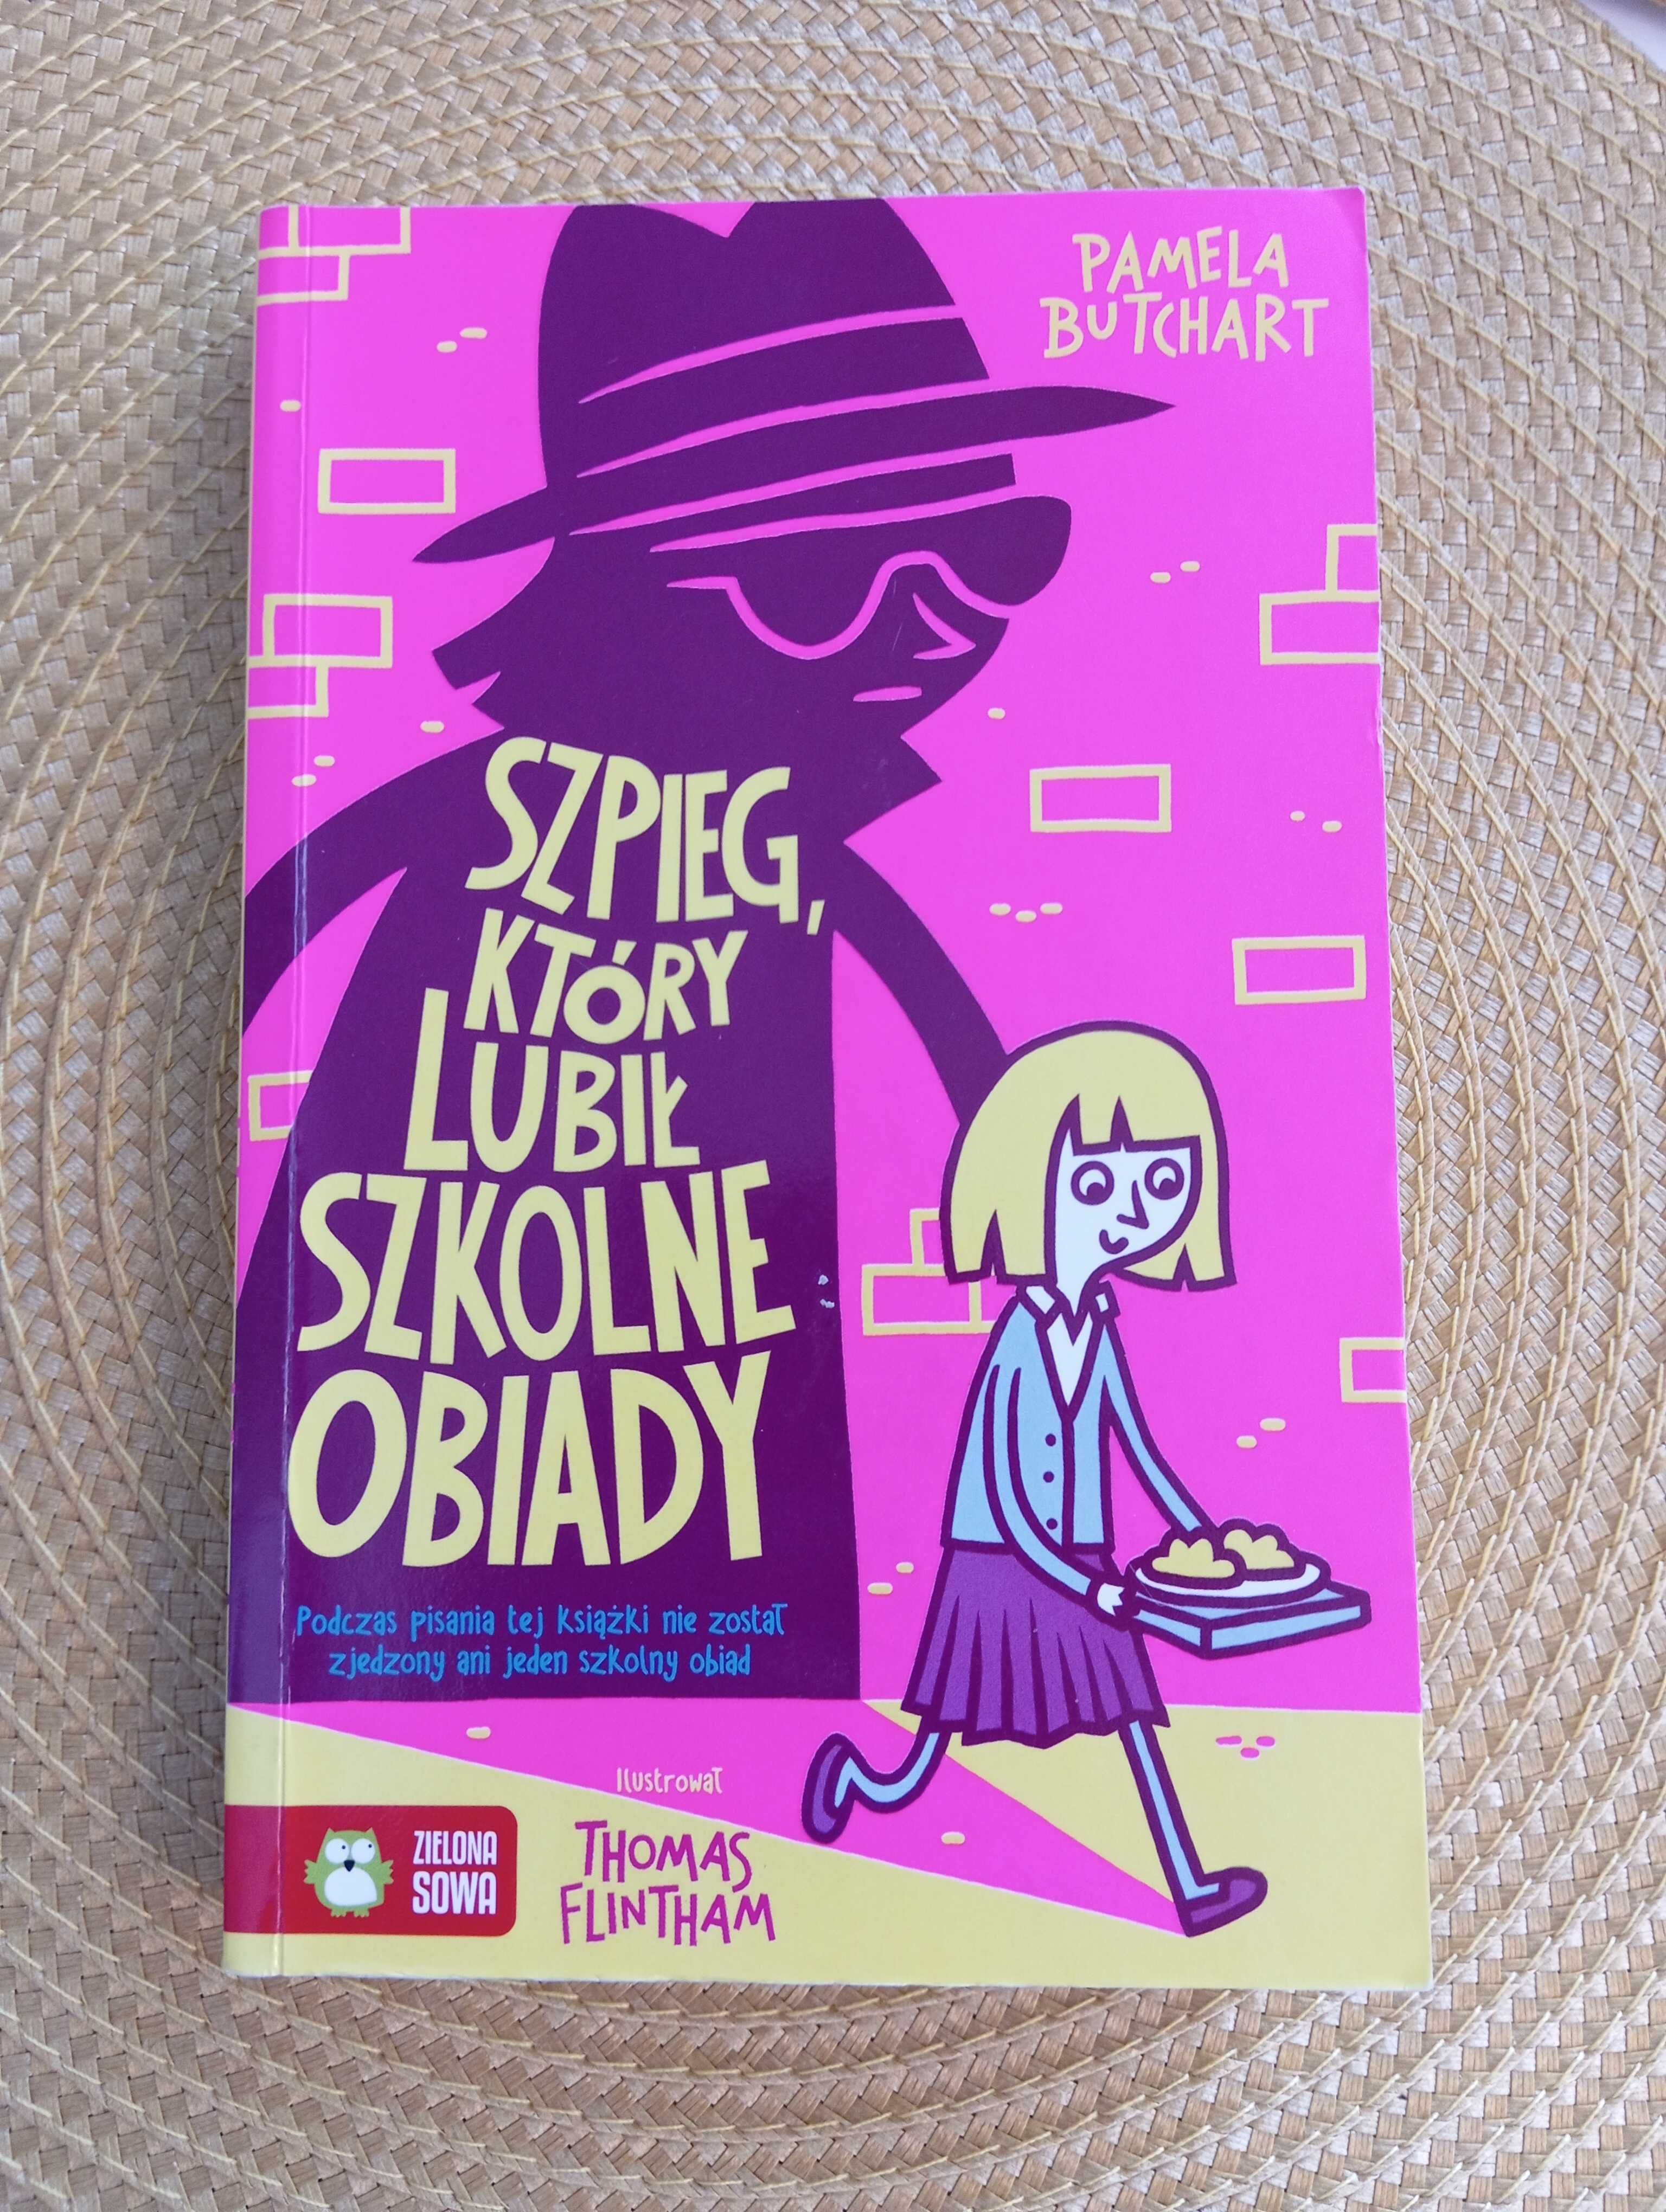 PAMELA
BUTCHART
SZPIEG,
KTÓRY
LUBIŁ
SZKOLNE
OBIADY
Podczas pisania tej książki nie został
zjedzony ani jeden szkolny obiad
Ilustrował
THOMAS
FLINTHAM
ZIELONA
SOWA